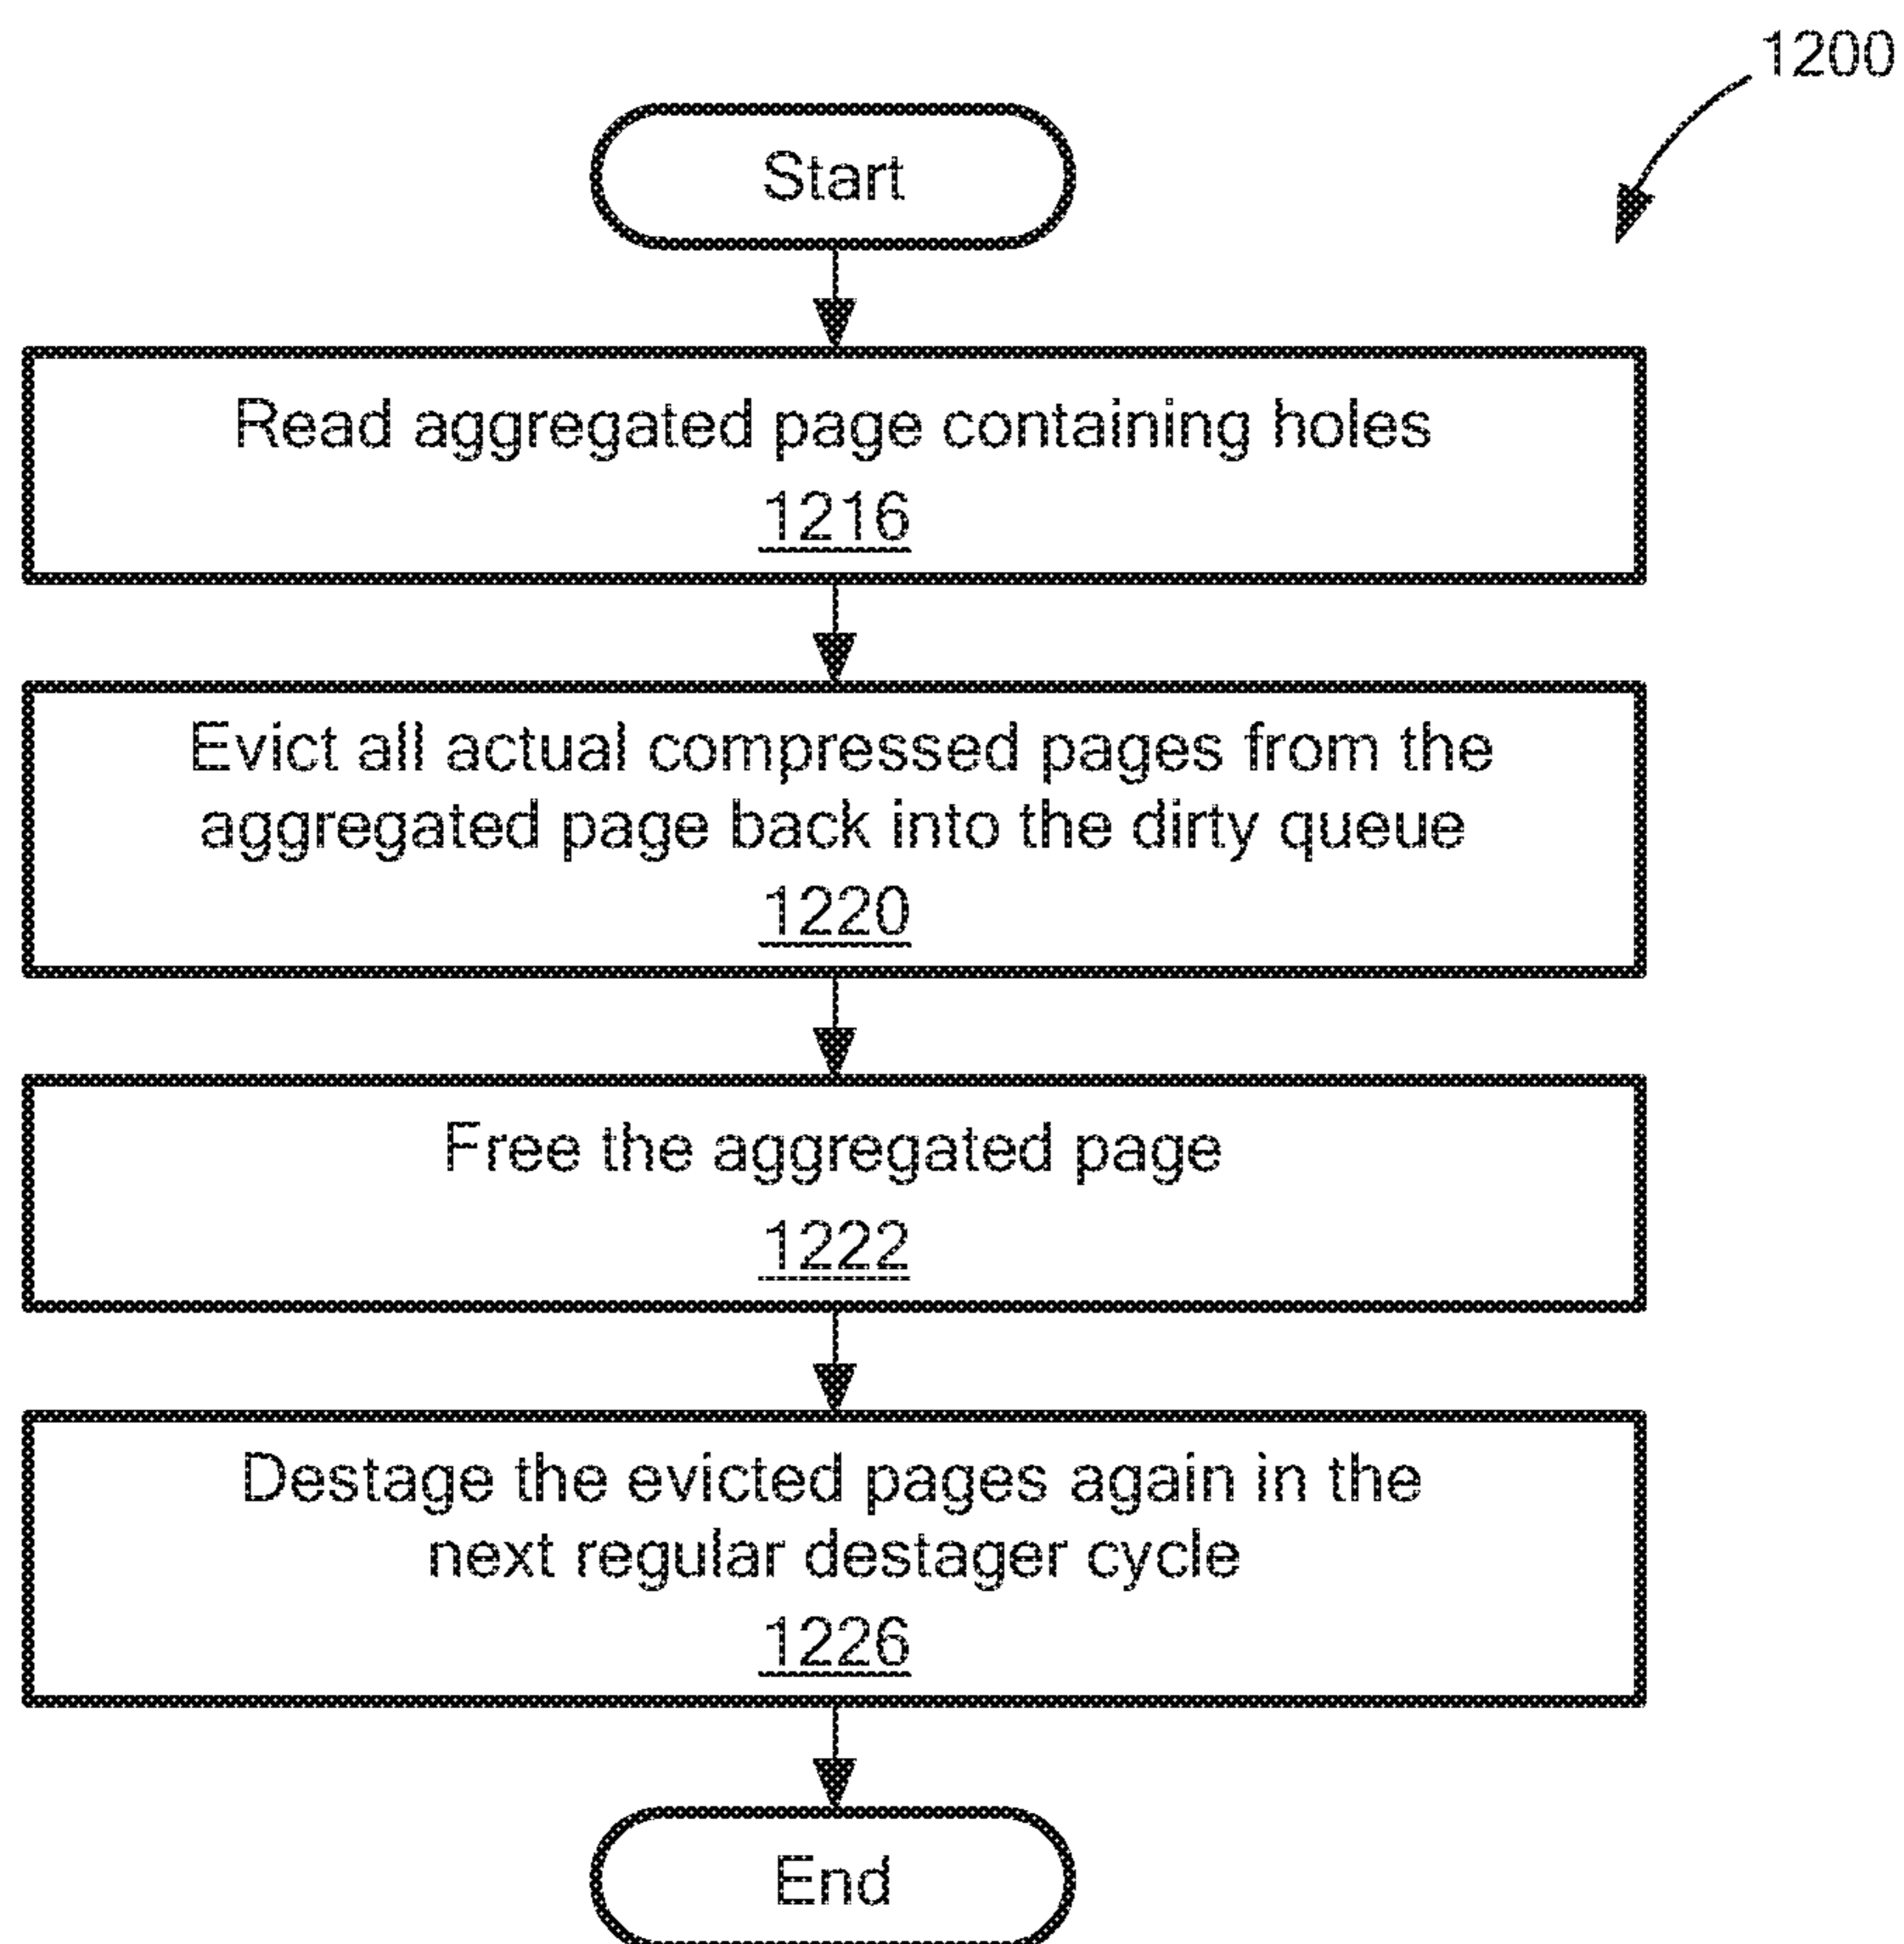 1200
Start
Read aggregated page containing holes
1216
Evict all actual compressed pages from the
aggregated page back into the dirty queue
1220
Free the aggregated page
1222
Destage the evicted pages again in the
next regular destager cycle
1226
End